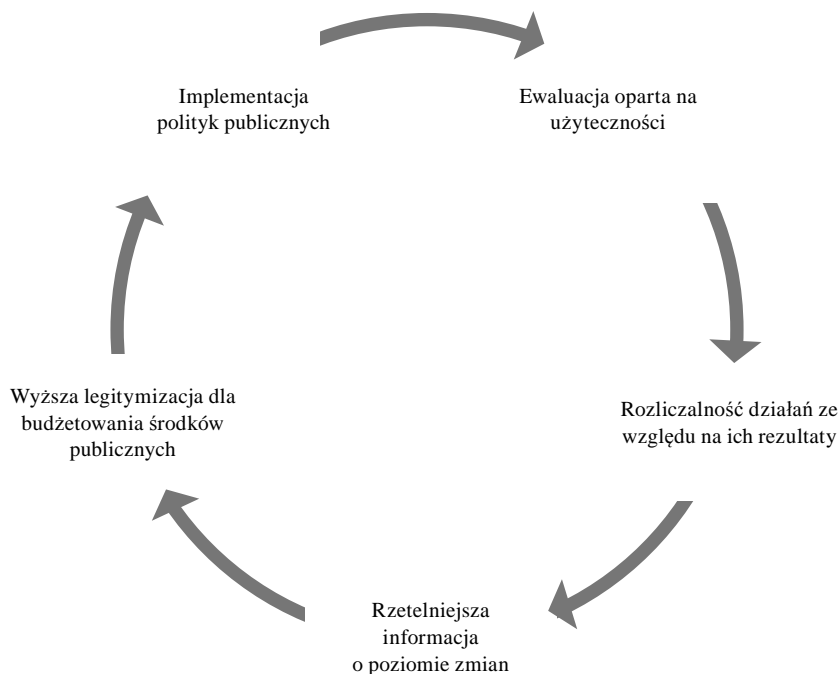 Implementacja
polityk publicznych
Ewaluacja oparta na
użyteczności
Rozliczalność działań ze
względu na ich rezultaty
Rzetelniejsza
informacja
o poziomie zmian
Wyższa legitymizacja dla
budżetowania środków
publicznych